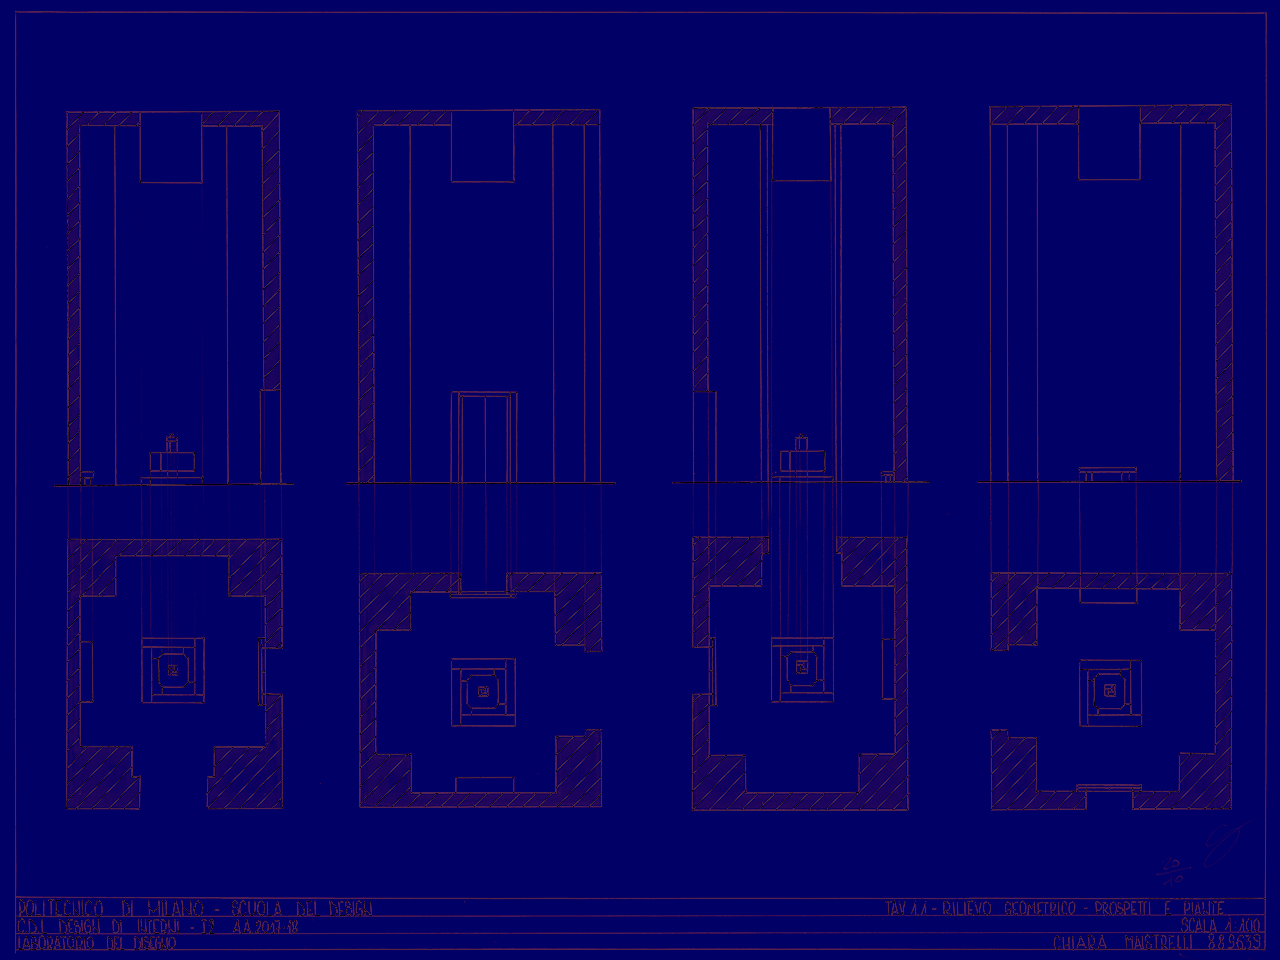 POLITECNICO DI MILANO - SCUOLA DEL DESIGN
C.D.L. DESIGN DI INTERNI - I2 A.A. 2017-18
LABORATORIO DEL DISEGNO
TAV 1.1 - RILIEVO GEOMETRICO - PROSPETTI E PIANTE
SCALA 1:100
CHIARA MAISTRELLI 889639